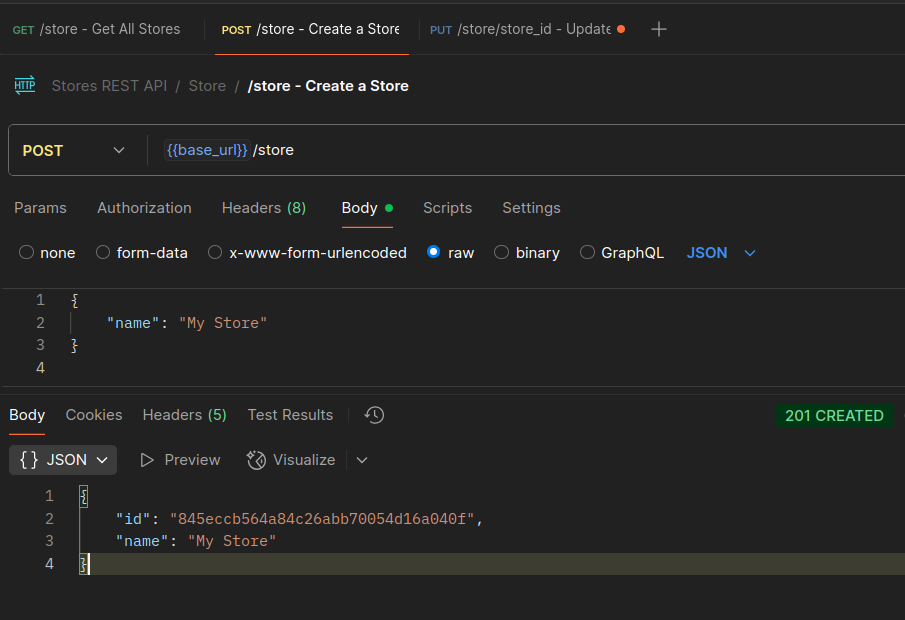 GET /store - Get All Stores POST /store - Create a Store PUT /store/store_id - Update
HTTP Stores REST API / Store / /store - Create a Store
POST {{base_url}} /store
Params Authorization Headers (8) Body Scripts Settings
none form-data x-www-form-urlencoded raw binary GraphQL JSON
1 {
2 "name": "My Store"
3 }
4
Body Cookies Headers (5) Test Results 201 CREATED
{} JSON Preview Visualize
1 {
2 "id": "845eccb564a84c26abb70054d16a040f",
3 "name": "My Store"
4 }